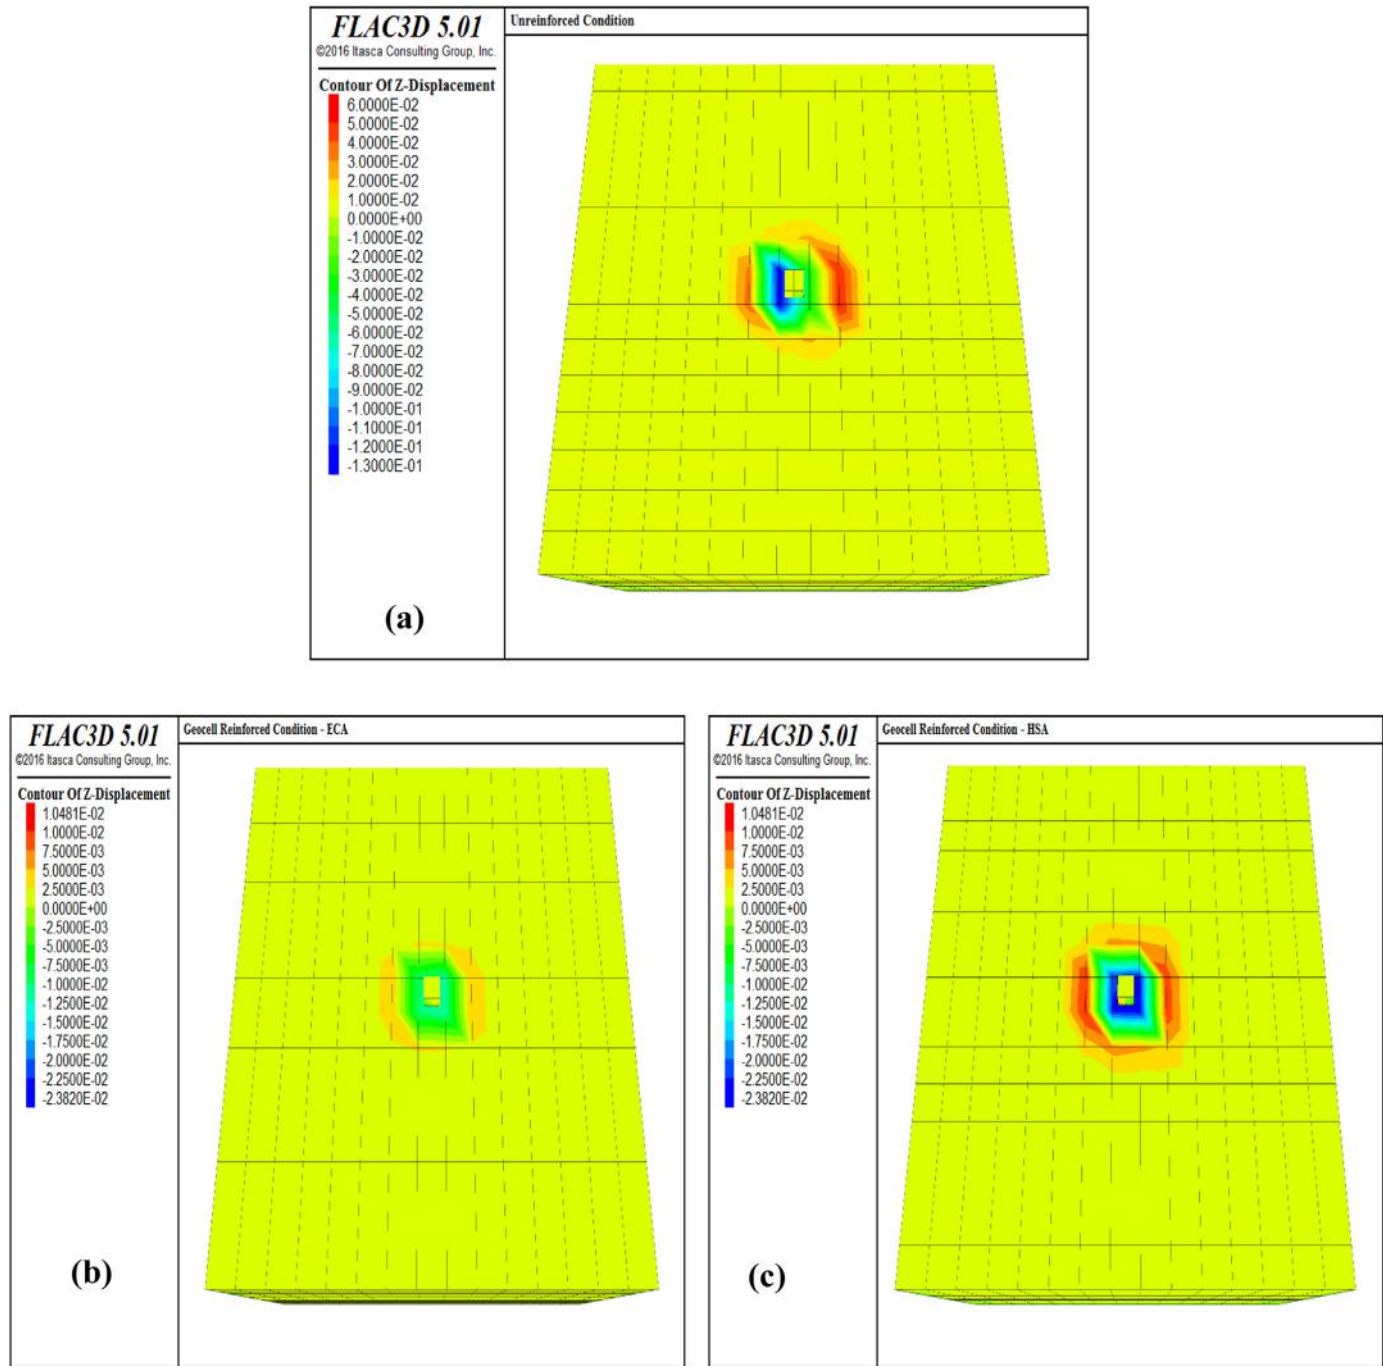 FLAC3D 5.01
©2016 Itasca Consulting Group, Inc.
Unreinforced Condition
Contour Of Z-Displacement
6.0000E-02
5.0000E-02
4.0000E-02
3.0000E-02
2.0000E-02
1.0000E-02
0.0000E+00
-1.0000E-02
-2.0000E-02
-3.0000E-02
-4.0000E-02
-5.0000E-02
-6.0000E-02
-7.0000E-02
-8.0000E-02
-9.0000E-02
-1.0000E-01
-1.1000E-01
-1.2000E-01
-1.3000E-01
(a)
FLAC3D 5.01
©2016 Itasca Consulting Group, Inc.
Geocell Reinforced Condition - ECA
Contour Of Z-Displacement
1.0481E-02
1.0000E-02
7.5000E-03
5.0000E-03
2.5000E-03
0.0000E+00
-2.5000E-03
-5.0000E-03
-7.5000E-03
-1.0000E-02
-1.2500E-02
-1.5000E-02
-1.7500E-02
-2.0000E-02
-2.2500E-02
-2.3820E-02
(b)
FLAC3D 5.01
©2016 Itasca Consulting Group, Inc.
Geocell Reinforced Condition - HSA
Contour Of Z-Displacement
1.0481E-02
1.0000E-02
7.5000E-03
5.0000E-03
2.5000E-03
0.0000E+00
-2.5000E-03
-5.0000E-03
-7.5000E-03
-1.0000E-02
-1.2500E-02
-1.5000E-02
-1.7500E-02
-2.0000E-02
-2.2500E-02
-2.3820E-02
(c)